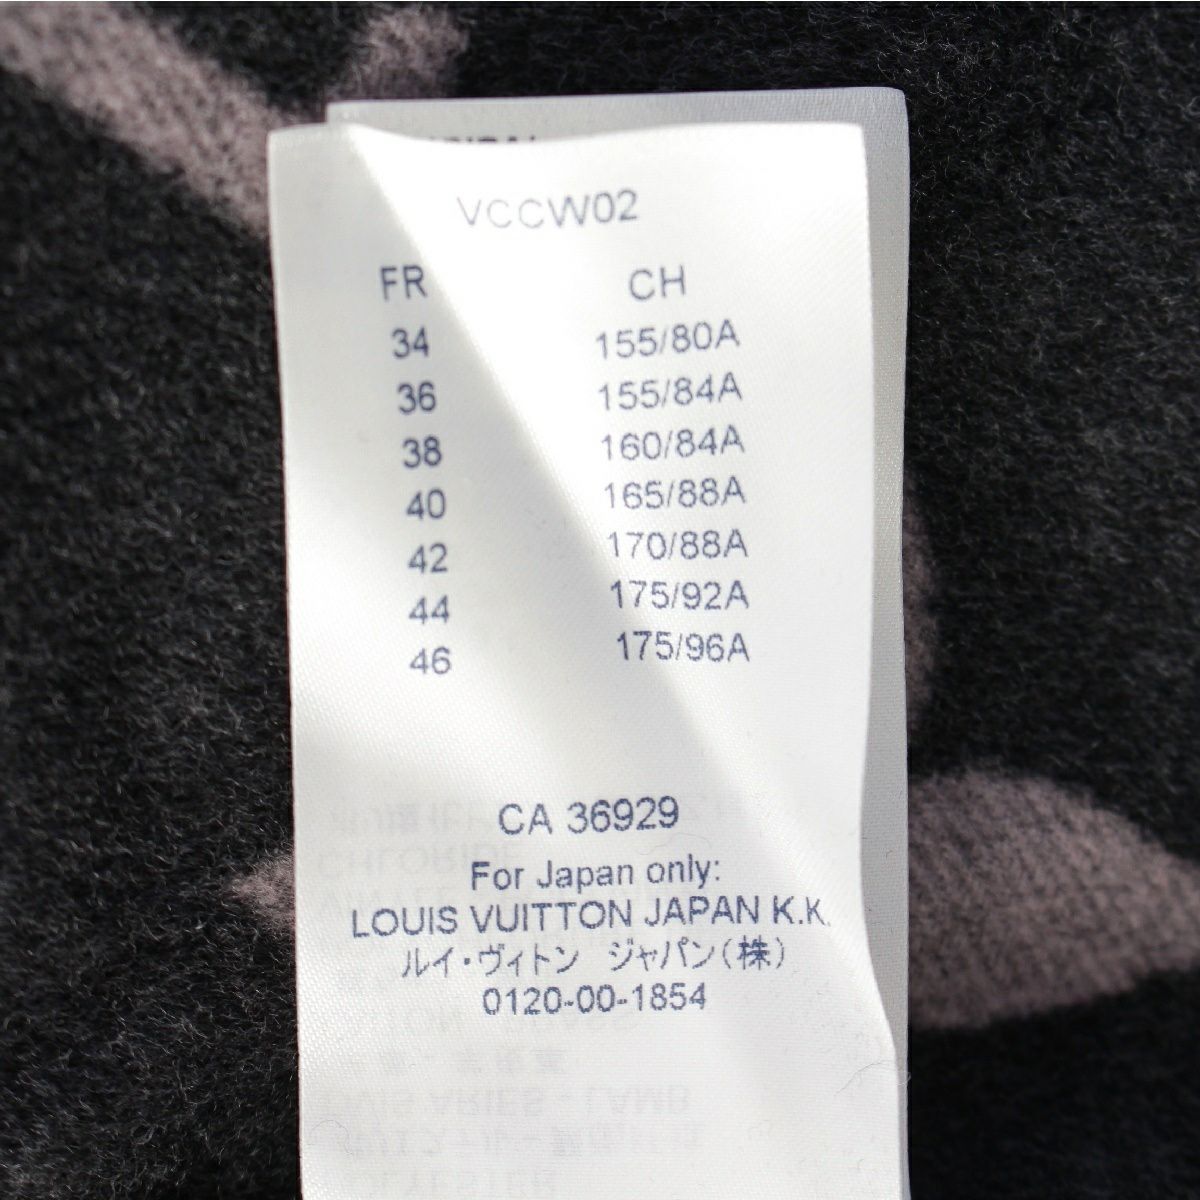 VCCW02
FR CH
34 155/80A
36 155/84A
38 160/84A
40 165/88A
42 170/88A
44 175/92A
46 175/96A
CA 36929
For Japan only:
LOUIS VUITTON JAPAN K.K.
ルイ・ヴィトン ジャパン(株)
0120-00-1854